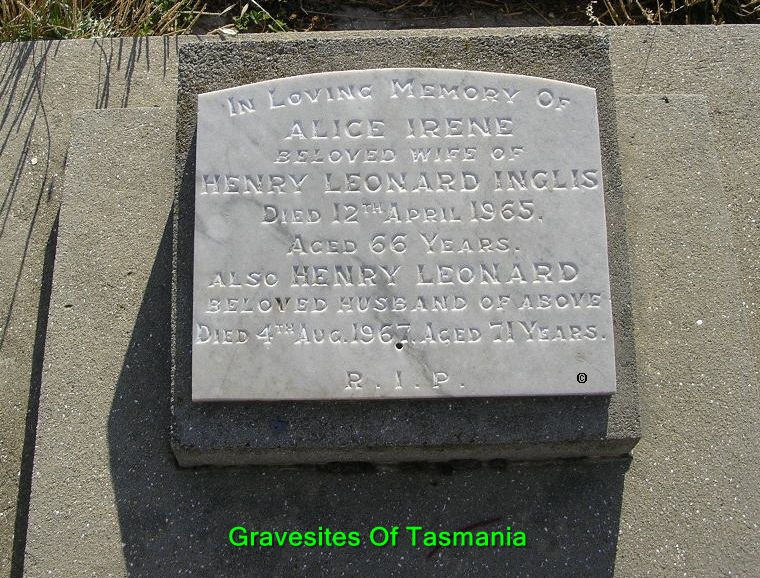 In Loving Memory Of
ALICE IRENE
BELOVED WIFE OF
HENRY LEONARD INGLIS
DIED 12TH APRIL 1965.
AGED 66 YEARS.
ALSO HENRY LEONARD
BELOVED HUSBAND OF ABOVE
DIED 4TH AUG. 1967. AGED 71 YEARS.
R. I. P.
©
Gravesites Of Tasmania